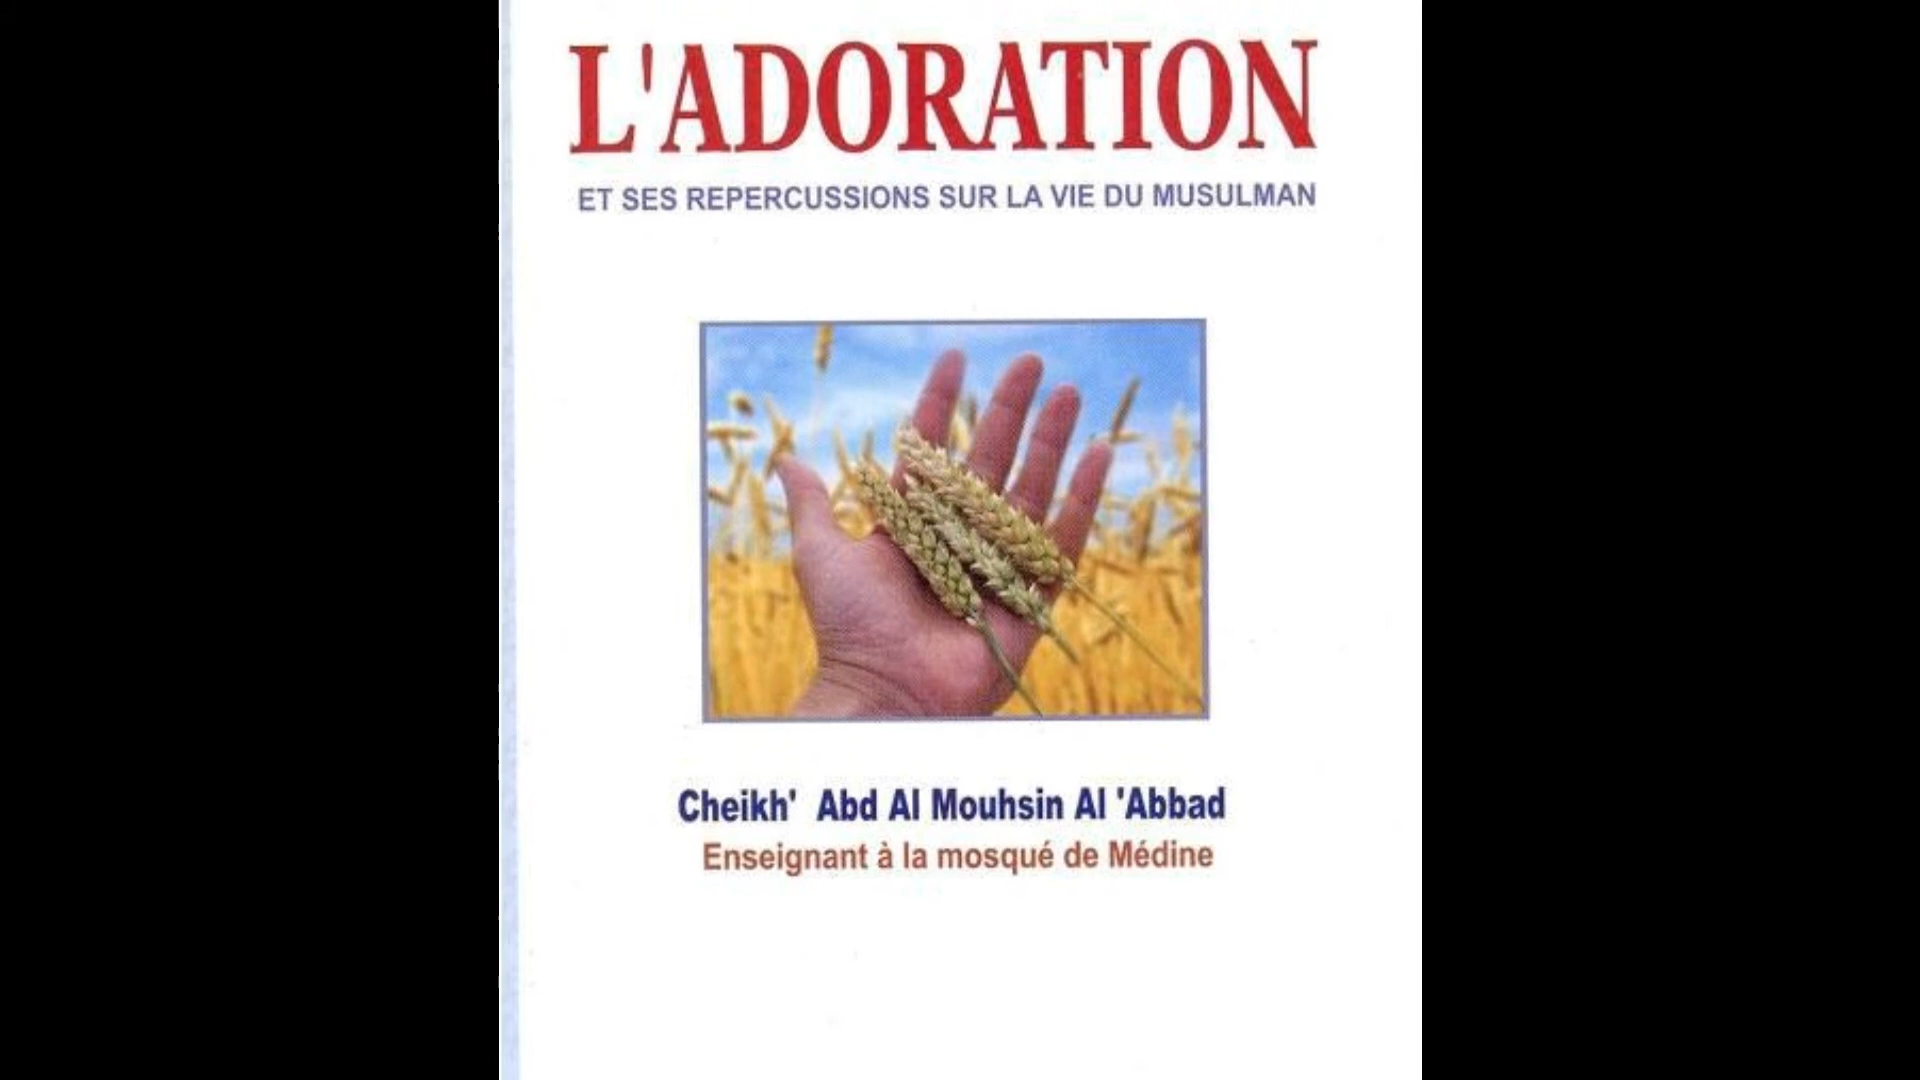 L'ADORATION
ET SES REPERCUSSIONS SUR LA VIE DU MUSULMAN
Cheikh' Abd Al Mouhsin Al 'Abbad
Enseignant à la mosqué de Médine